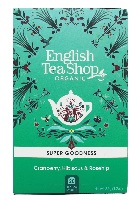 English
Tea Shop
ORGANIC
SUPER GOODNESS
Cranberry, Hibiscus & Rosehip